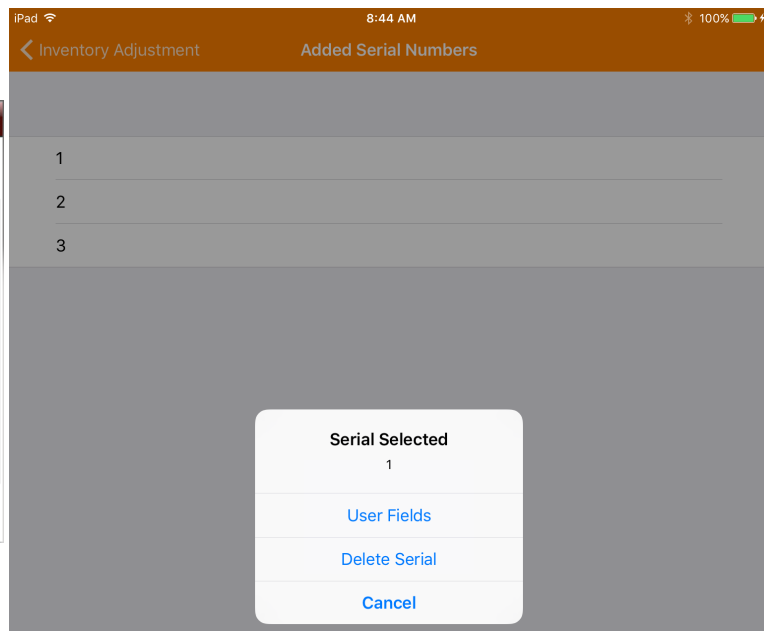 iPad 8:44 AM 100%
Inventory Adjustment Added Serial Numbers
1
2
3
Serial Selected
1
User Fields
Delete Serial
Cancel